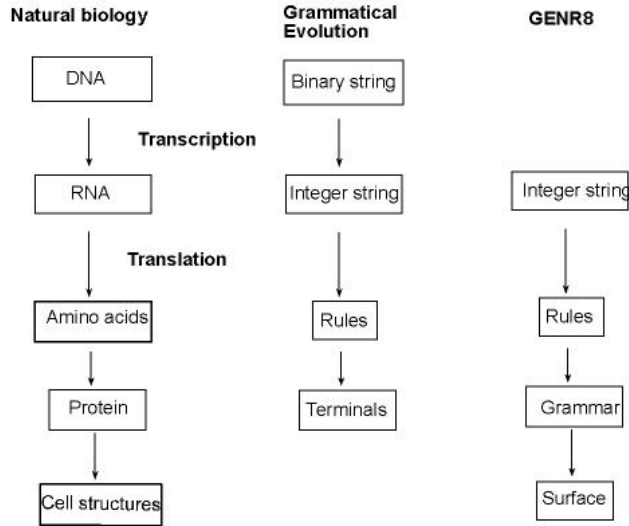 Natural biology
Grammatical
Evolution
GENR8
DNA
Binary string
Transcription
RNA
Integer string
Integer string
Translation
Amino acids
Rules
Rules
Protein
Terminals
Grammar
Cell structures
Surface